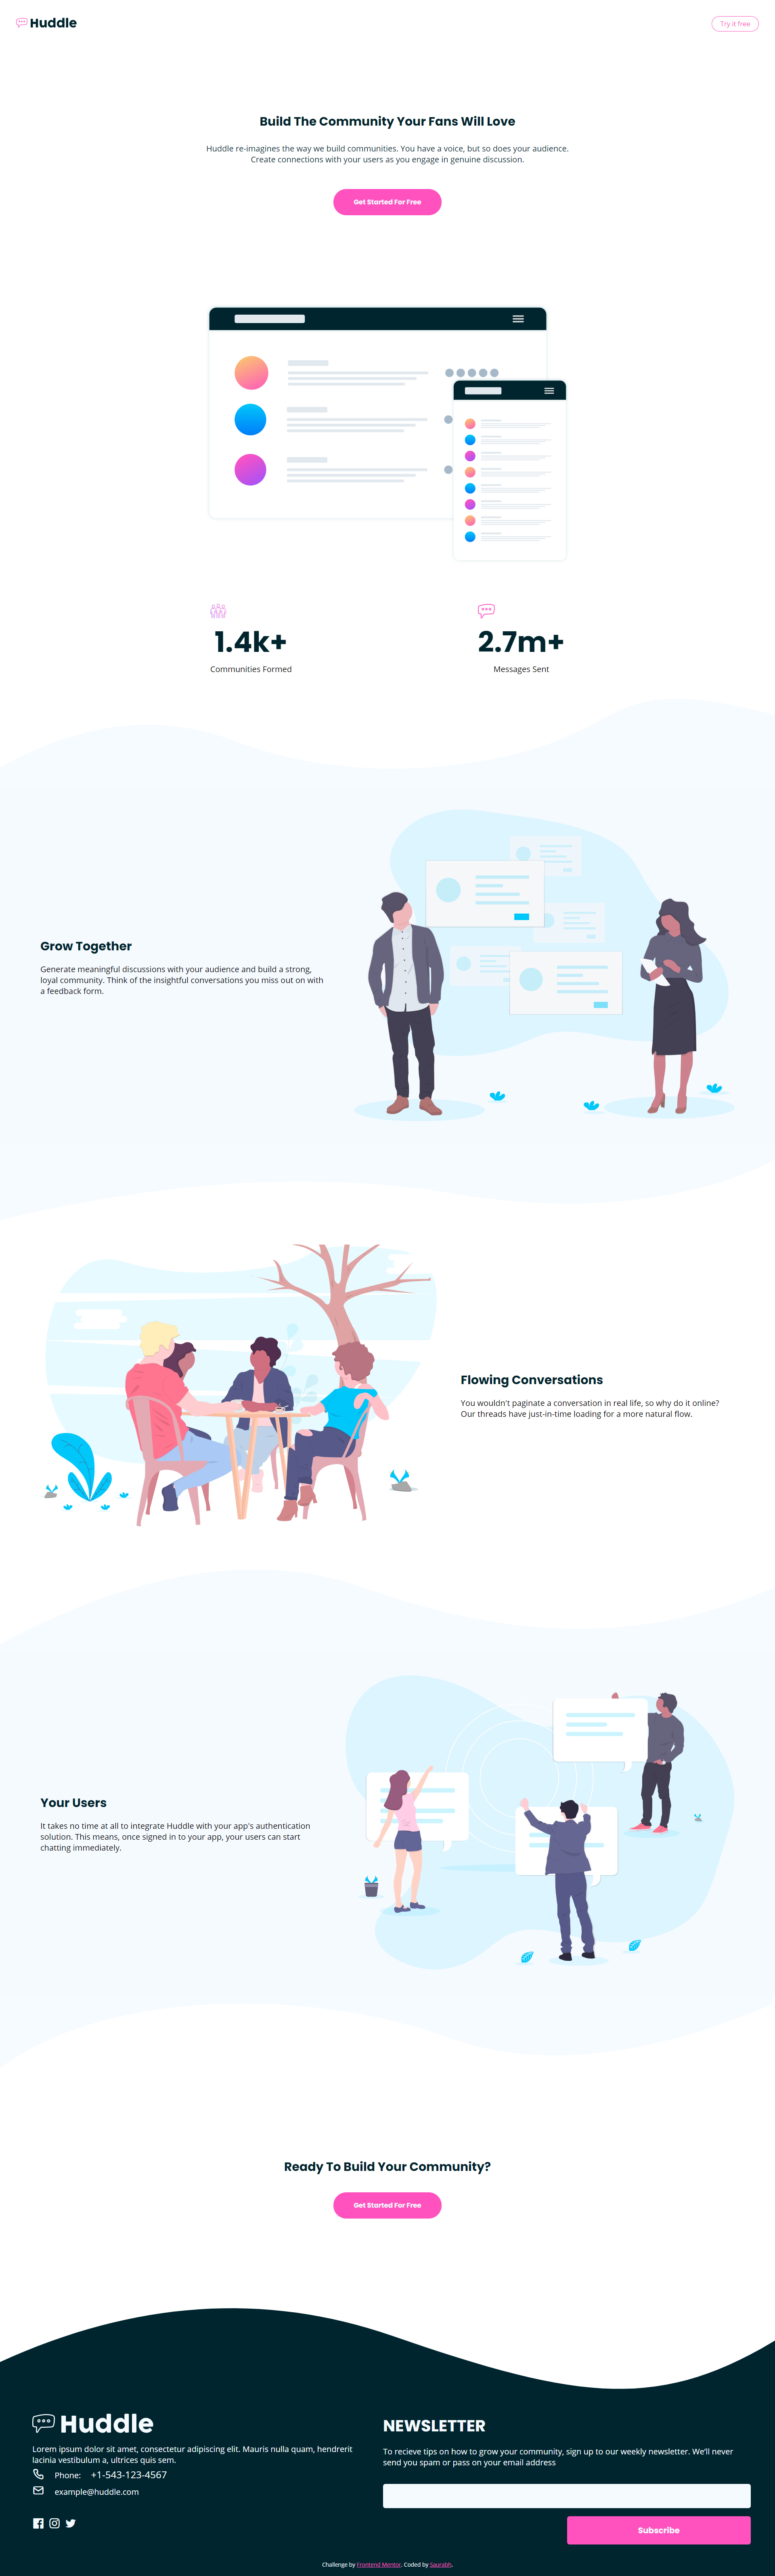 Huddle
Try it free
Build The Community Your Fans Will Love
Huddle re-imagines the way we build communities. You have a voice, but so does your audience.
Create connections with your users as you engage in genuine discussion.
Get Started For Free
1.4k+
Communities Formed
2.7m+
Messages Sent
Grow Together
Generate meaningful discussions with your audience and build a strong,
loyal community. Think of the insightful conversations you miss out on with
a feedback form.
Flowing Conversations
You wouldn't paginate a conversation in real life, so why do it online?
Our threads have just-in-time loading for a more natural flow.
Your Users
It takes no time at all to integrate Huddle with your app's authentication
solution. This means, once signed in to your app, your users can start
chatting immediately.
Ready To Build Your Community?
Get Started For Free
Huddle
Lorem ipsum dolor sit amet, consectetur adipiscing elit. Mauris nulla quam, hendrerit
lacinia vestibulum a, ultrices quis sem.
Phone: +1-543-123-4567
example@huddle.com
NEWSLETTER
To recieve tips on how to grow your community, sign up to our weekly newsletter. We'll never
send you spam or pass on your email address
Subscribe
Challenge by Frontend Mentor. Coded by Saurabh.